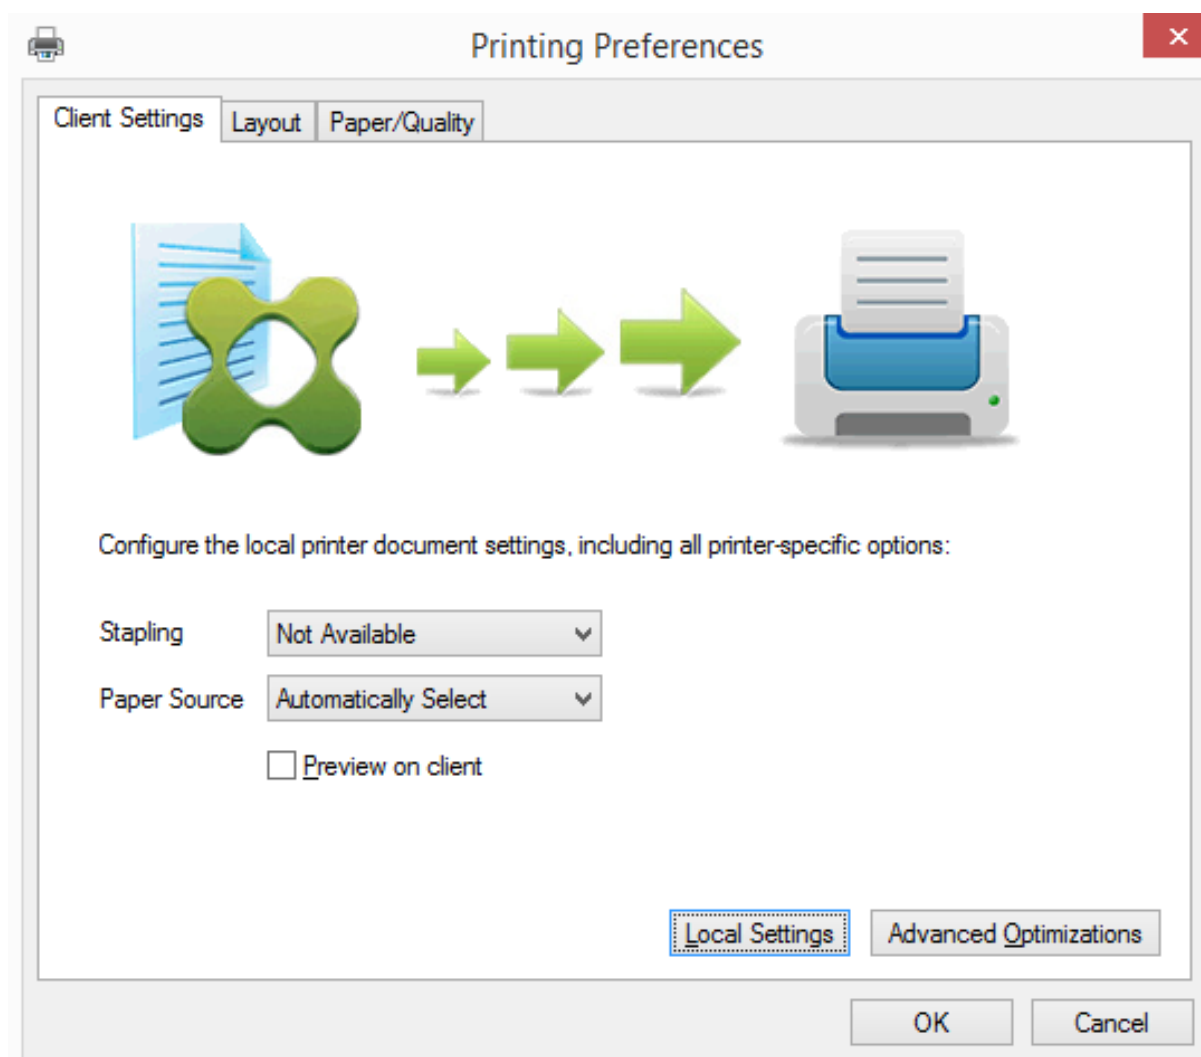 Printing Preferences
Client Settings Layout Paper/Quality
Configure the local printer document settings, including all printer-specific options:
Stapling Not Available
Paper Source Automatically Select
Preview on client
Local Settings Advanced Optimizations
OK Cancel